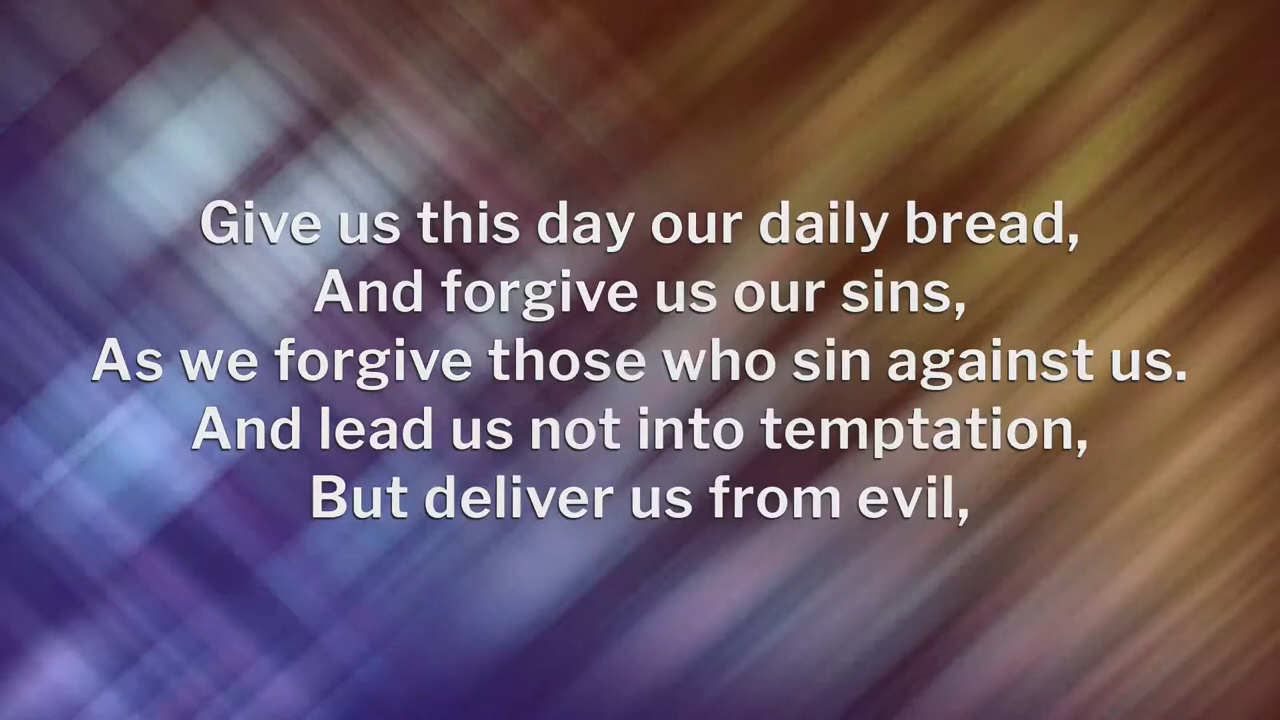 Give us this day our daily bread,
And forgive us our sins,
As we forgive those who sin against us.
And lead us not into temptation,
But deliver us from evil,